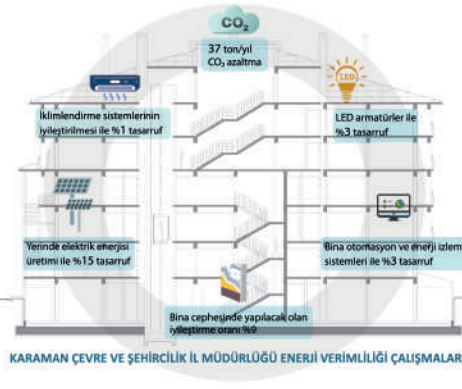 CO₂
37 ton/yıl
CO₂ azaltma
İklimlendirme sistemlerinin
iyileştirilmesi ile %1 tasarruf
LED
LED armatürler ile
%3 tasarruf
Yerinde elektrik enerjisi
üretimi ile %15 tasarruf
Bina otomasyon ve enerji izlem
sistemleri ile %3 tasarruf
Bina cephesinde yapılacak olan
iyileştirme oranı %9
KARAMAN ÇEVRE VE ŞEHİRCİLİK İL MÜDÜRLÜĞÜ ENERJİ VERİMLİLİĞİ ÇALIŞMALAR